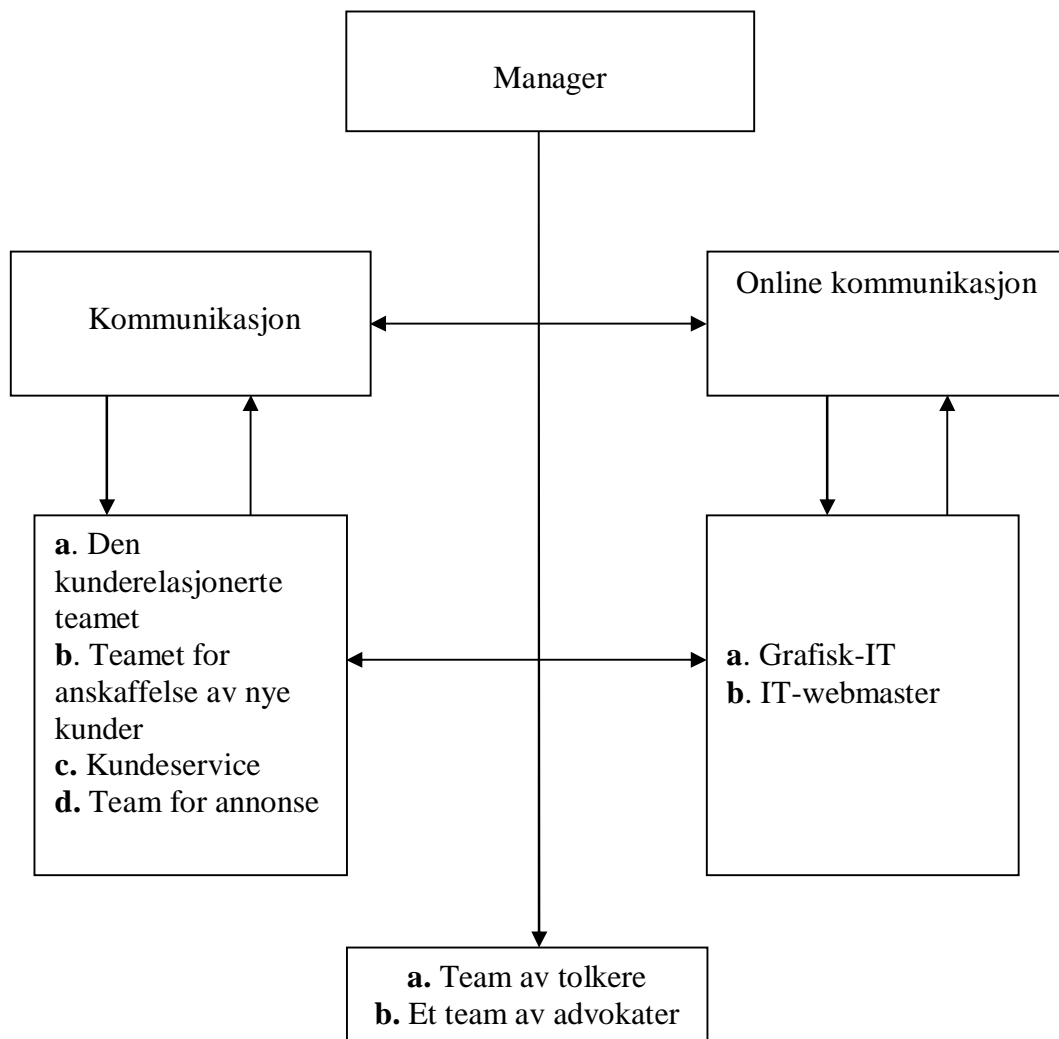 Manager
Kommunikasjon
Online kommunikasjon
a. Den
kunderelasjonerte
teamet
b. Teamet for
anskaffelse av nye
kunder
c. Kundeservice
d. Team for annonse
a. Grafisk-IT
b. IT-webmaster
a. Team av tolkere
b. Et team av advokater